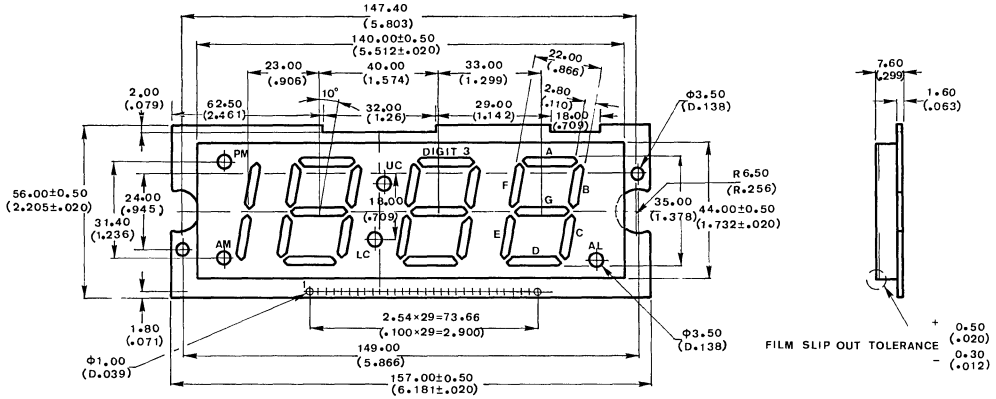 147.40
(5.803)
140.00±0.50
(5.512±.020)
23.00
(.906)
40.00
(1.574)
33.00
(1.299)
22.00
(.866)
7.60
(.299)
2.00
(.079)
62.50
(2.461)
10°
32.00
(1.26)
29.00
(1.142)
2.80
(.110)
18.00
(.709)
Φ3.50
(D.138)
1.60
(.063)
PM
UC
DIGIT 3
A
F
B
G
E
C
D
AM
LC
AL
18.00
(.709)
R6.50
(R.256)
56.00±0.50
(2.205±.020)
24.00
(.945)
31.40
(1.236)
35.00
(1.378)
44.00±0.50
(1.732±.020)
1
1.80
(.071)
2.54×29=73.66
(.100×29=2.900)
Φ1.00
(D.039)
149.00
(5.866)
157.00±0.50
(6.181±.020)
Φ3.50
(D.138)
FILM SLIP OUT TOLERANCE
+ 0.50
(.020)
- 0.30
(.012)